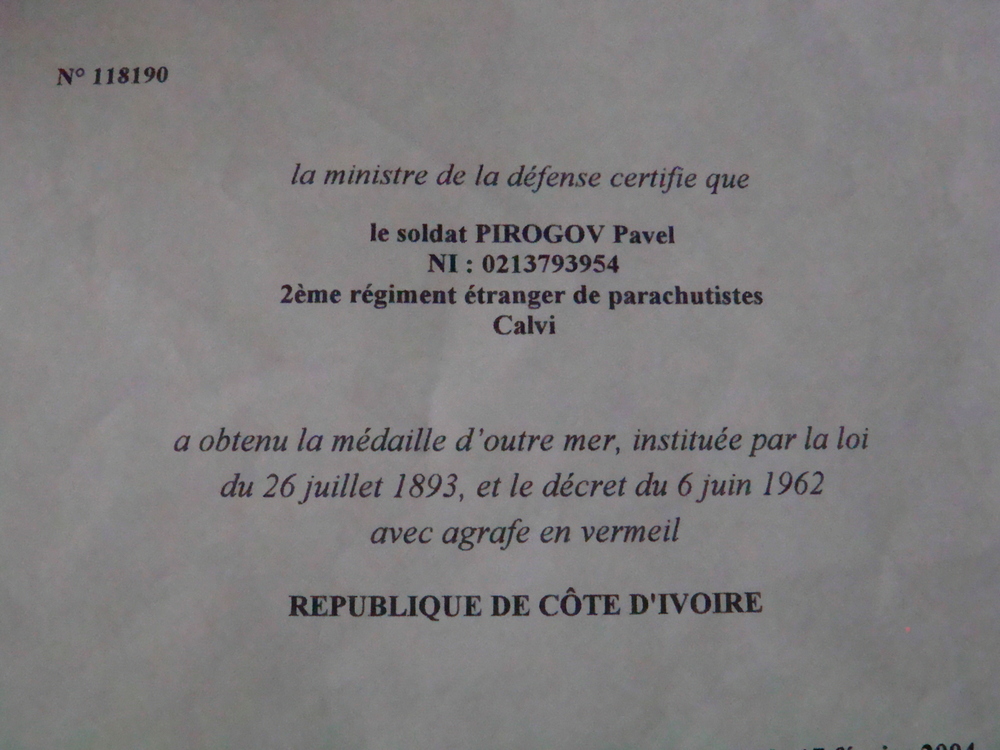 N° 118190
la ministre de la défense certifie que
le soldat PIROGOV Pavel
NI : 0213793954
2ème régiment étranger de parachutistes
Calvi
a obtenu la médaille d'outre mer, instituée par la loi
du 26 juillet 1893, et le décret du 6 juin 1962
avec agrafe en vermeil
REPUBLIQUE DE CÔTE D'IVOIRE